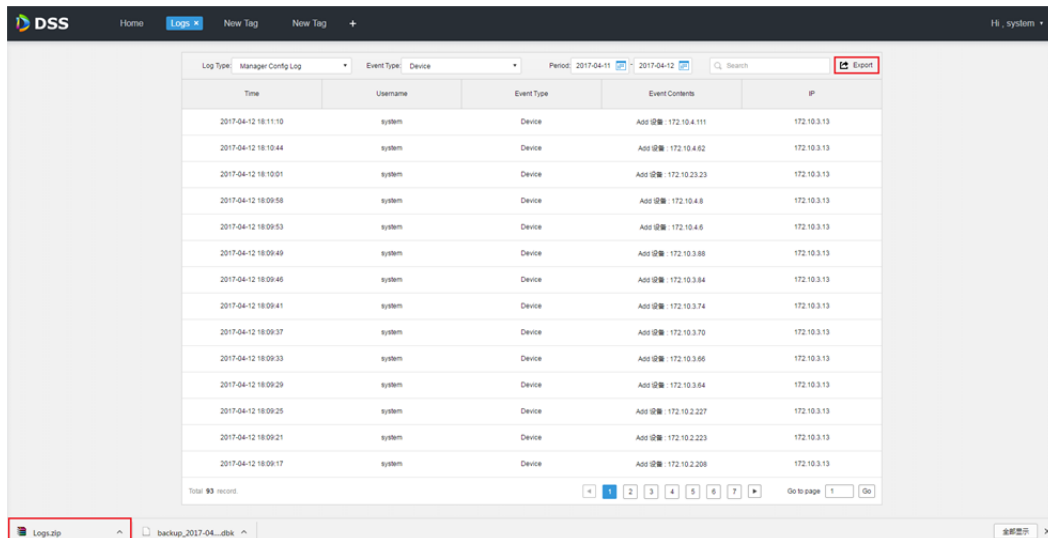 DSS Home Logs × New Tag New Tag + Hi , system
Log Type: Manager Config Log Event Type: Device Period: 2017-04-11 - 2017-04-12 Search Export
Time Username Event Type Event Contents IP
2017-04-12 18:11:10 system Device Add 设备 : 172.10.4.111 172.10.3.13
2017-04-12 18:10:44 system Device Add 设备 : 172.10.4.62 172.10.3.13
2017-04-12 18:10:01 system Device Add 设备 : 172.10.23.23 172.10.3.13
2017-04-12 18:09:58 system Device Add 设备 : 172.10.4.8 172.10.3.13
2017-04-12 18:09:53 system Device Add 设备 : 172.10.4.6 172.10.3.13
2017-04-12 18:09:49 system Device Add 设备 : 172.10.3.88 172.10.3.13
2017-04-12 18:09:46 system Device Add 设备 : 172.10.3.84 172.10.3.13
2017-04-12 18:09:41 system Device Add 设备 : 172.10.3.74 172.10.3.13
2017-04-12 18:09:37 system Device Add 设备 : 172.10.3.70 172.10.3.13
2017-04-12 18:09:33 system Device Add 设备 : 172.10.3.66 172.10.3.13
2017-04-12 18:09:29 system Device Add 设备 : 172.10.3.64 172.10.3.13
2017-04-12 18:09:25 system Device Add 设备 : 172.10.2.227 172.10.3.13
2017-04-12 18:09:21 system Device Add 设备 : 172.10.2.223 172.10.3.13
2017-04-12 18:09:17 system Device Add 设备 : 172.10.2.208 172.10.3.13
Total 93 record. 1 2 3 4 5 6 7 Go to page 1 Go
Logs.zip backup_2017-04....dbk 全部显示 ×